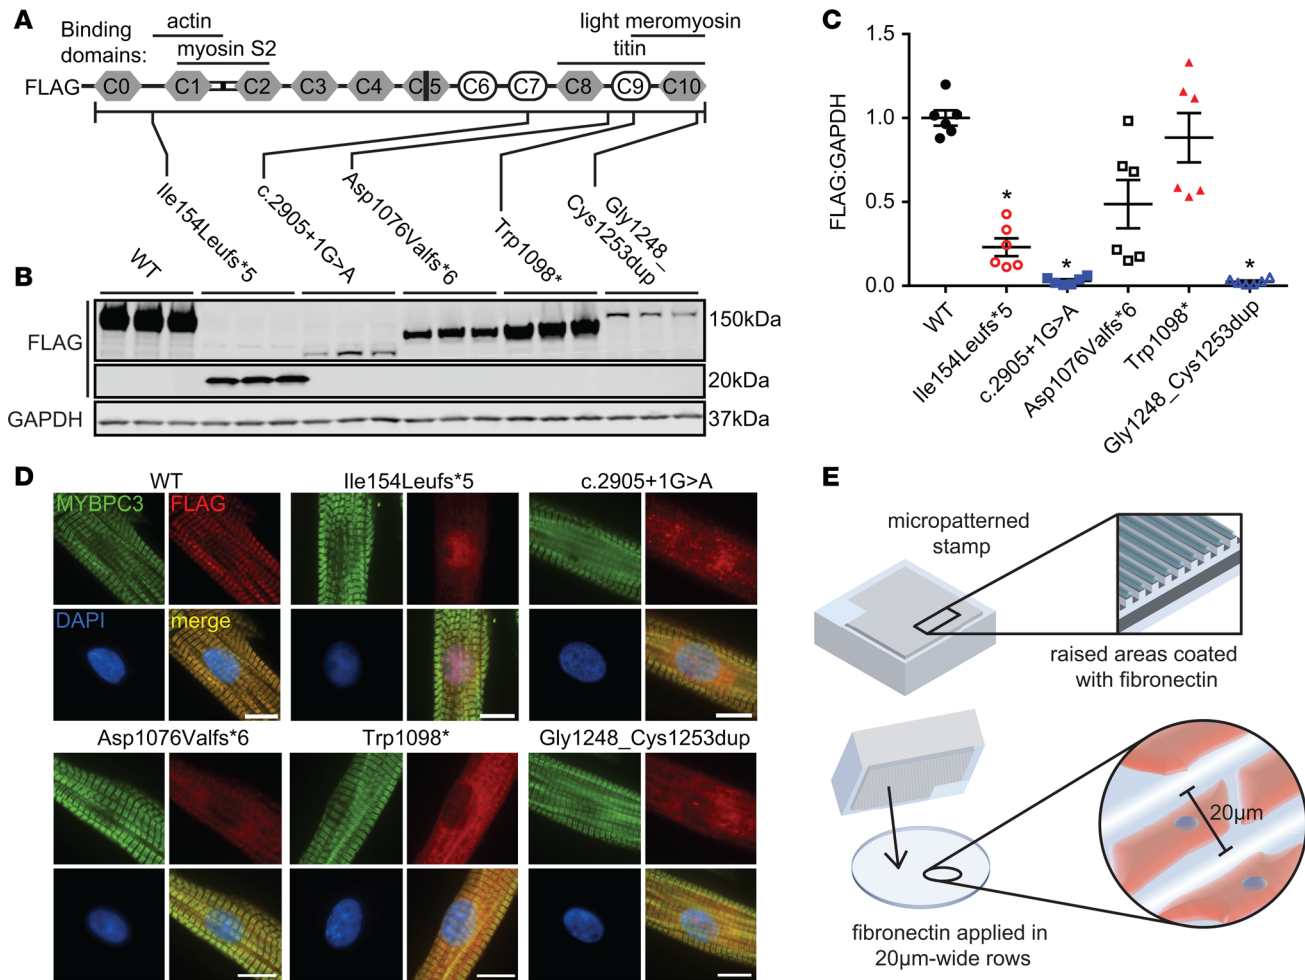 A
Binding
domains:
actin
myosin S2
light meromyosin
titin
FLAG
C0 C1 C2 C3 C4 C5 C6 C7 C8 C9 C10
Ile154Leufs*5
c.2905+1G>A
Asp1076Valfs*6
Trp1098*
Gly1248_
Cys1253dup
B
WT
FLAG
150kDa
20kDa
GAPDH
37kDa
C
FLAG:GAPDH
1.5
1.0
0.5
0.0
*
*
*
WT
Ile154Leufs*5
c.2905+1G>A
Asp1076Valfs*6
Trp1098*
Gly1248_Cys1253dup
D
WT
Ile154Leufs*5
c.2905+1G>A
MYBPC3
FLAG
DAPI
merge
Asp1076Valfs*6
Trp1098*
Gly1248_Cys1253dup
E
micropatterned
stamp
raised areas coated
with fibronectin
20µm
fibronectin applied in
20µm-wide rows